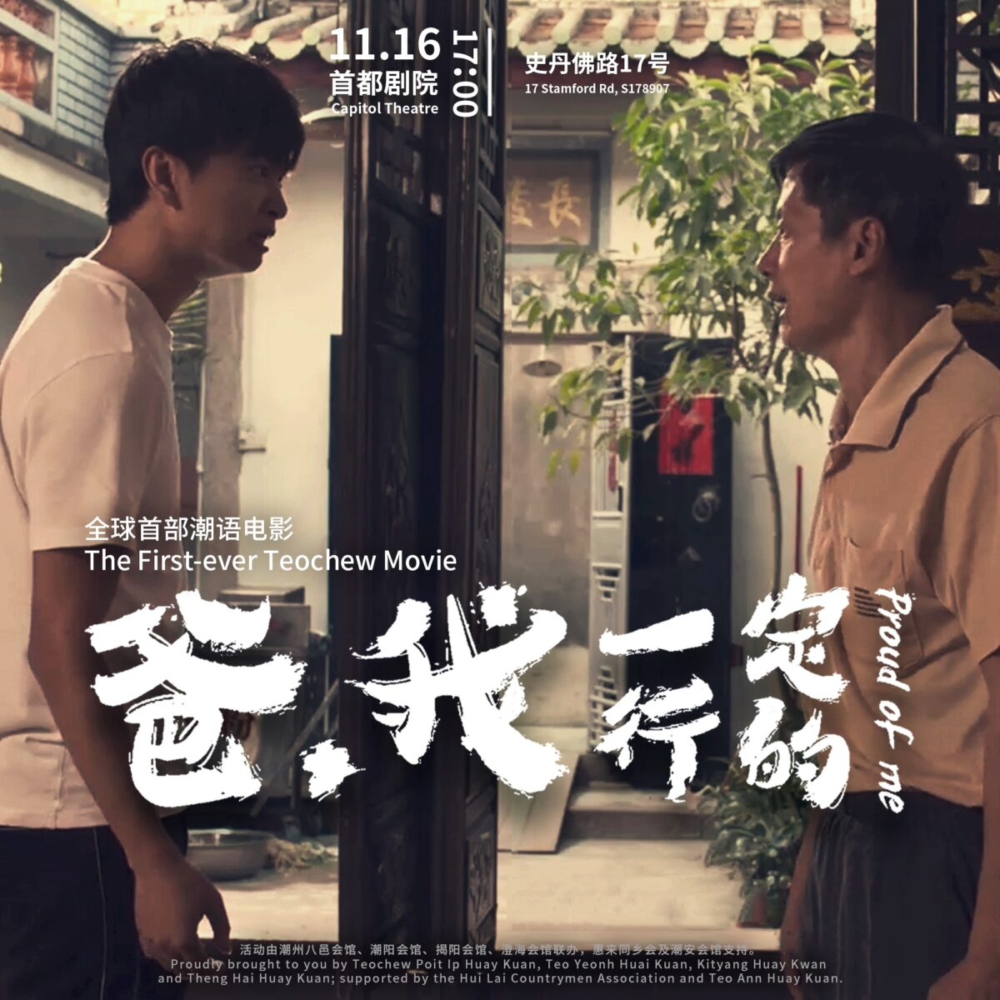 11.16
17:00
首都剧院
Capitol Theatre
史丹佛路17号
17 Stamford Rd, S178907
長
全球首部潮语电影
The First-ever Teochew Movie
爸,我一定行的
Proud of me
活动由潮州八邑会馆、潮阳会馆、揭阳会馆、澄海会馆联办，惠来同乡会及潮安会馆支持。
Proudly brought to you by Teochew Poit Ip Huay Kuan, Teo Yeonh Huai Kuan, Kityang Huay Kwan
and Theng Hai Huay Kuan; supported by the Hui Lai Countrymen Association and Teo Ann Huay Kuan.